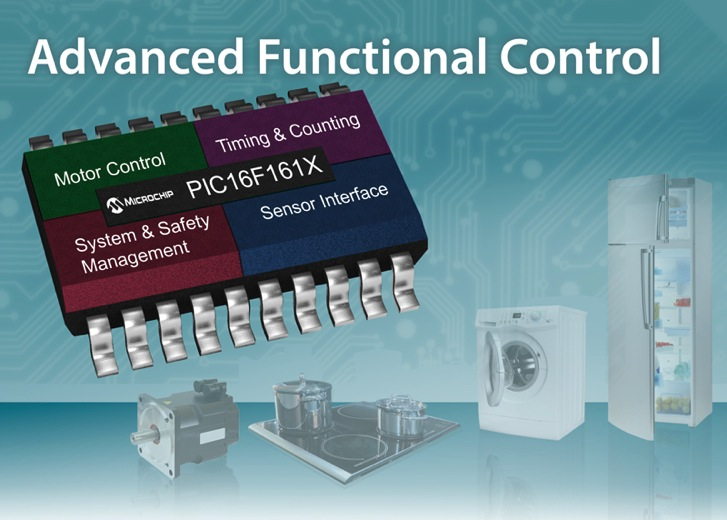 Advanced Functional Control
Motor Control
Timing & Counting
MICROCHIP PIC16F161X
System & Safety
Management
Sensor Interface